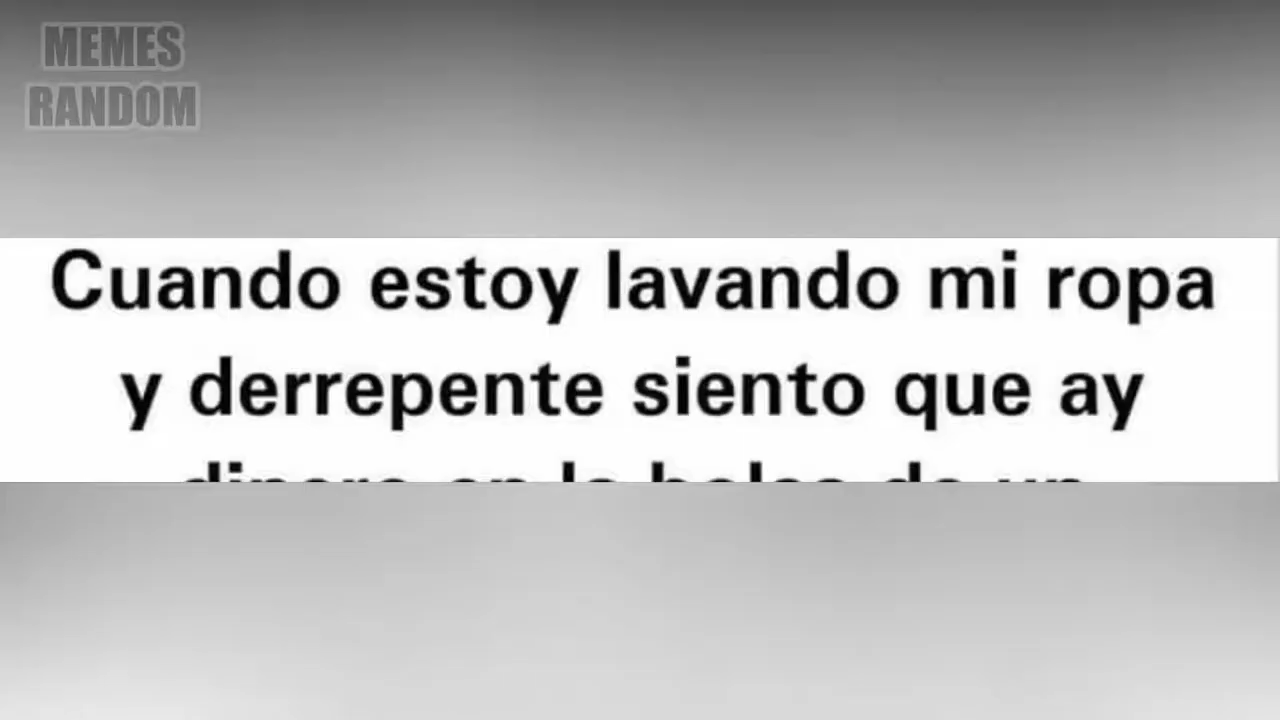 MEMES
RANDOM
Cuando estoy lavando mi ropa
y derrepente siento que ay